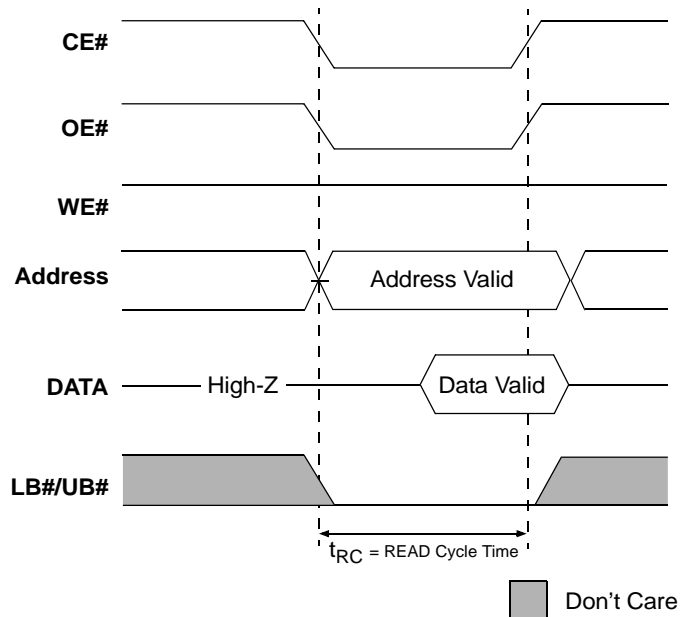 CE#
OE#
WE#
Address
Address Valid
DATA
High-Z
Data Valid
LB#/UB#
tRC = READ Cycle Time
Don't Care